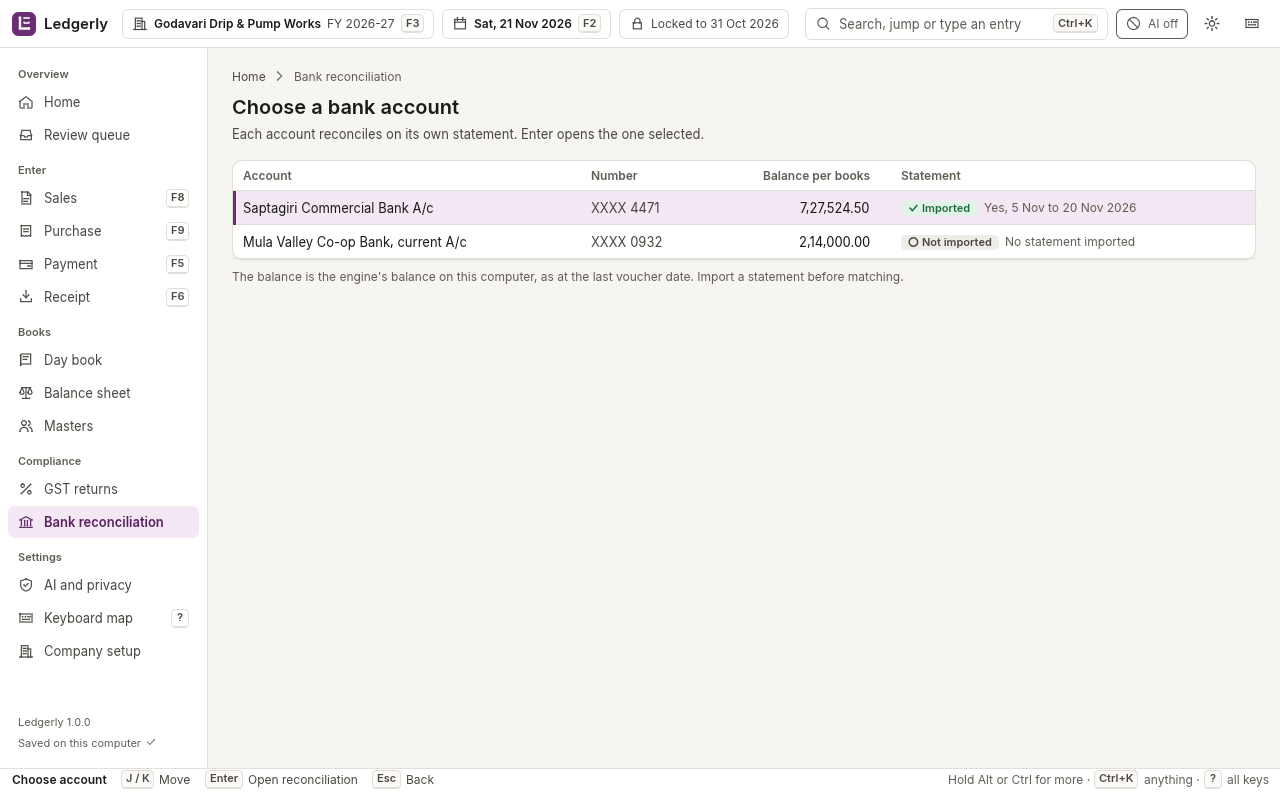 Ledgerly
Godavari Drip & Pump Works FY 2026-27 F3
Sat, 21 Nov 2026 F2
Locked to 31 Oct 2026
Search, jump or type an entry Ctrl+K
AI off
Overview
Home
Review queue
Enter
Sales F8
Purchase F9
Payment F5
Receipt F6
Books
Day book
Balance sheet
Masters
Compliance
GST returns
Bank reconciliation
Settings
AI and privacy
Keyboard map ?
Company setup
Ledgerly 1.0.0
Saved on this computer
Home Bank reconciliation
Choose a bank account
Each account reconciles on its own statement. Enter opens the one selected.
Account Number Balance per books Statement
Saptagiri Commercial Bank A/c XXXX 4471 7,27,524.50 Imported Yes, 5 Nov to 20 Nov 2026
Mula Valley Co-op Bank, current A/c XXXX 0932 2,14,000.00 Not imported No statement imported
The balance is the engine's balance on this computer, as at the last voucher date. Import a statement before matching.
Choose account J / K Move Enter Open reconciliation Esc Back
Hold Alt or Ctrl for more · Ctrl+K anything · ? all keys